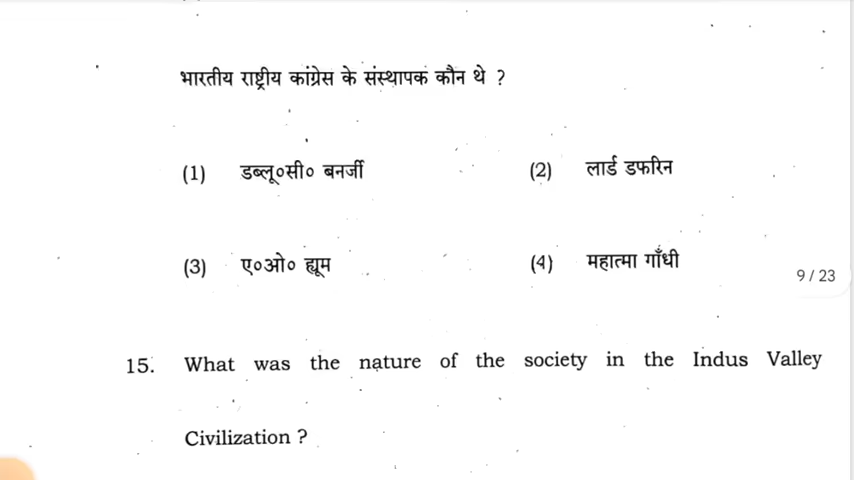 भारतीय राष्ट्रीय कांग्रेस के संस्थापक कौन थे ?
(1) डब्लू०सी० बनर्जी (2) लार्ड डफरिन
(3) ए०ओ० ह्यूम (4) महात्मा गाँधी
9 / 23
15. What was the nature of the society in the Indus Valley
Civilization ?